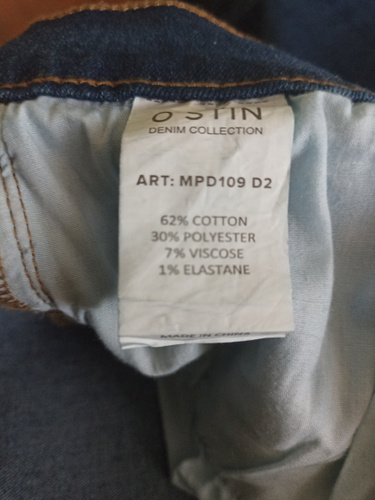 O'STIN
DENIM COLLECTION
ART: MPD109 D2
62% COTTON
30% POLYESTER
7% VISCOSE
1% ELASTANE
MADE IN CHINA